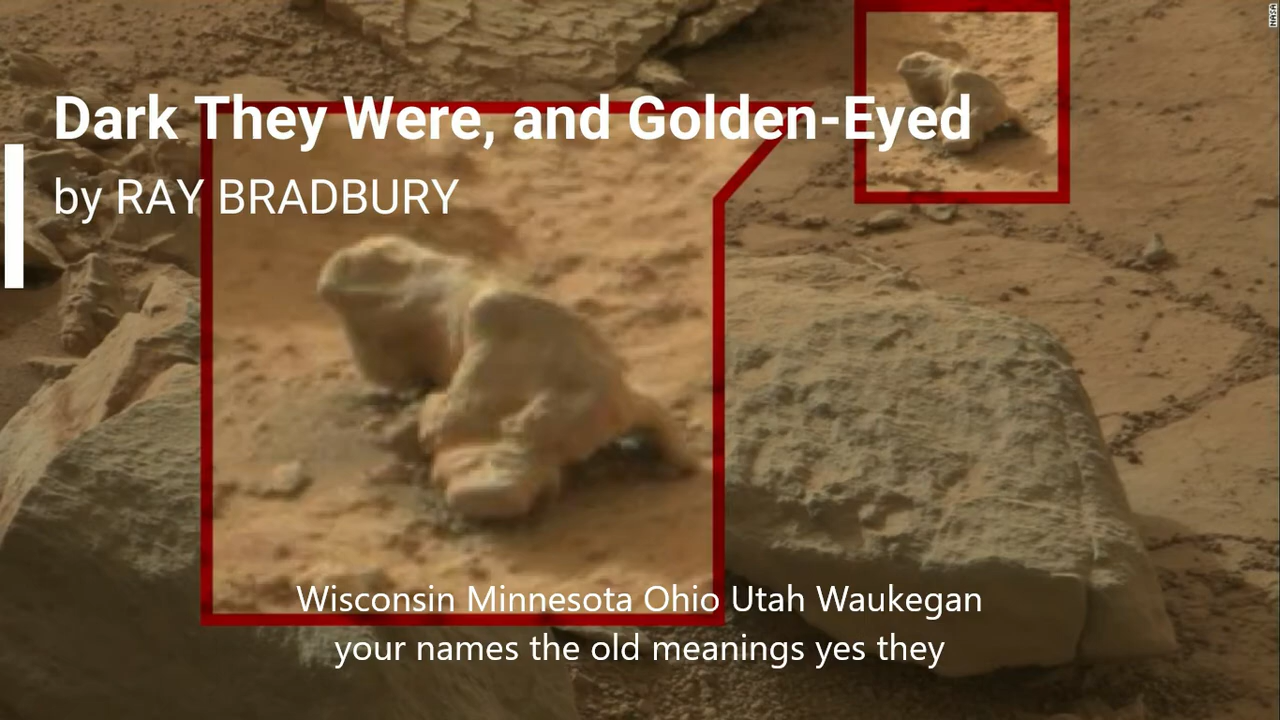 NASA
Dark They Were, and Golden-Eyed
by RAY BRADBURY
Wisconsin Minnesota Ohio Utah Waukegan
your names the old meanings yes they